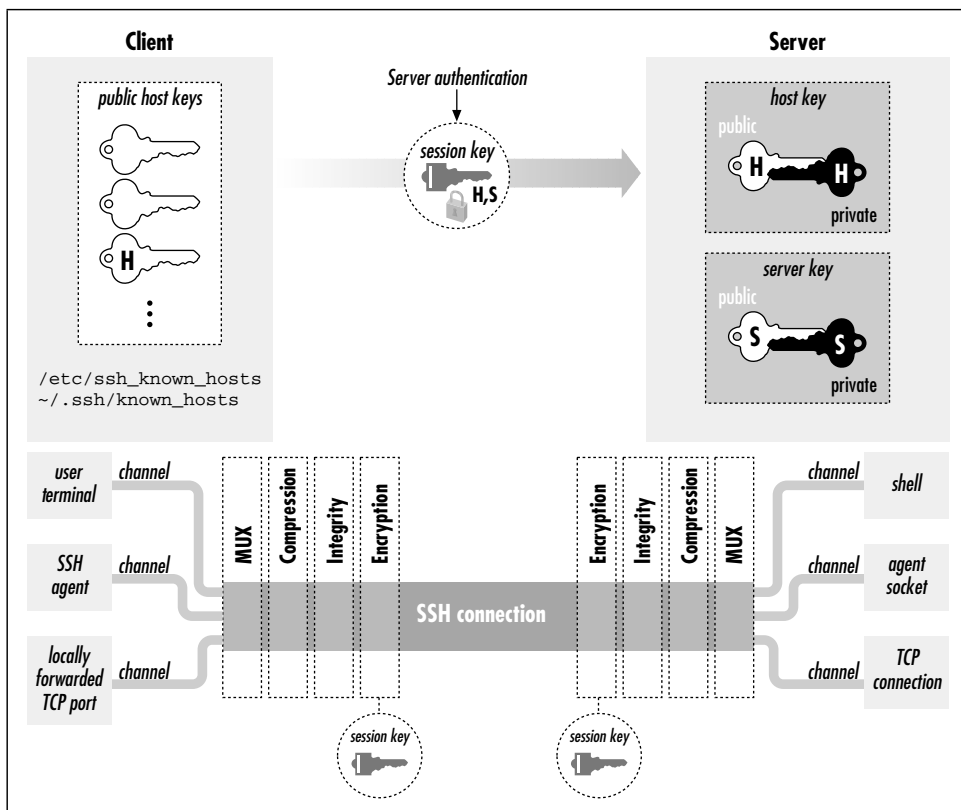 Client
Server
public host keys
H
/etc/ssh_known_hosts
~/.ssh/known_hosts
Server authentication
session key
H,S
host key
public
H
H
private
server key
public
S
S
private
user
terminal
channel
SSH
agent
channel
locally
forwarded
TCP port
channel
MUX
Compression
Integrity
Encryption
SSH connection
Encryption
Integrity
Compression
MUX
channel
shell
channel
agent
socket
channel
TCP
connection
session key
session key